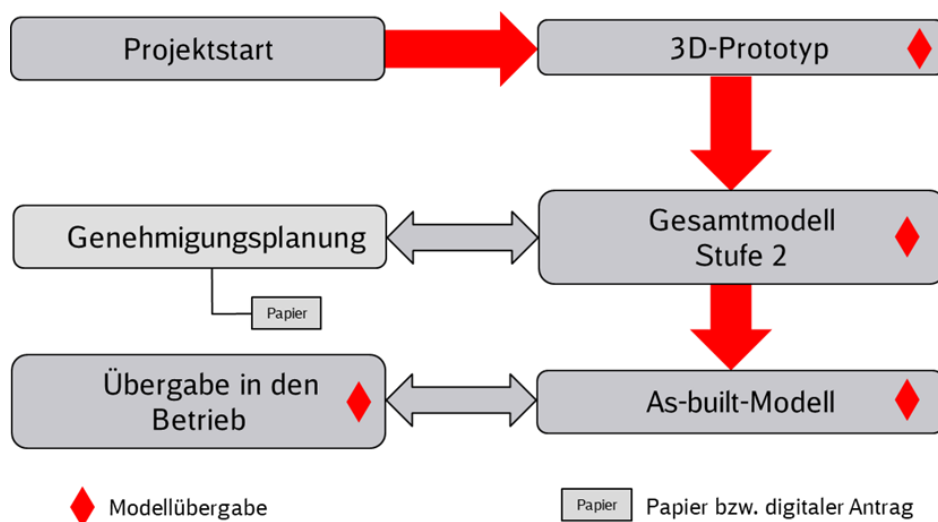 Projektstart
3D-Prototyp
Genehmigungsplanung
Gesamtmodell
Stufe 2
Papier
Übergabe in den
Betrieb
As-built-Modell
Modellübergabe
Papier
Papier bzw. digitaler Antrag